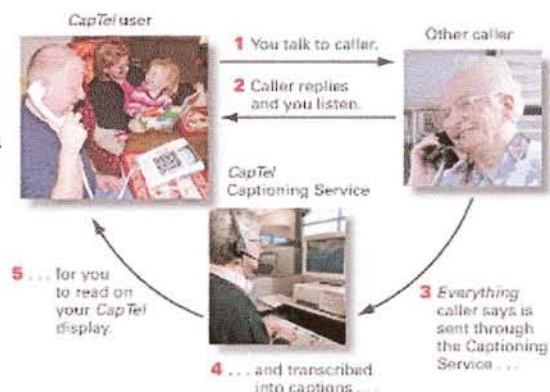 CapTel user
1 You talk to caller.
Other caller
2 Caller replies
and you listen.
CapTel
Captioning Service
3 Everything
caller says is
sent through
the Captioning
Service...
4 ... and transcribed
into captions...
5 ... for you
to read on
your CapTel
display.